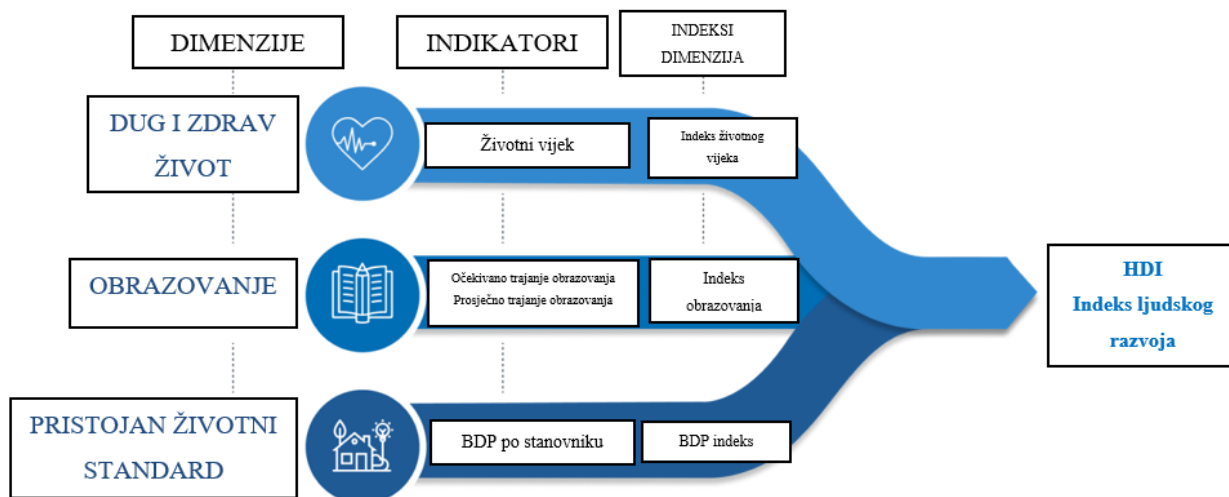 DIMENZIJE
INDIKATORI
INDEKSI
DIMENZIJA
DUG I ZDRAV
ŽIVOT
Životni vijek
Indeks životnog
vijeka
OBRAZOVANJE
Očekivano trajanje obrazovanja
Prosječno trajanje obrazovanja
Indeks
obrazovanja
PRISTOJAN ŽIVOTNI
STANDARD
BDP po stanovniku
BDP indeks
HDI
Indeks ljudskog
razvoja